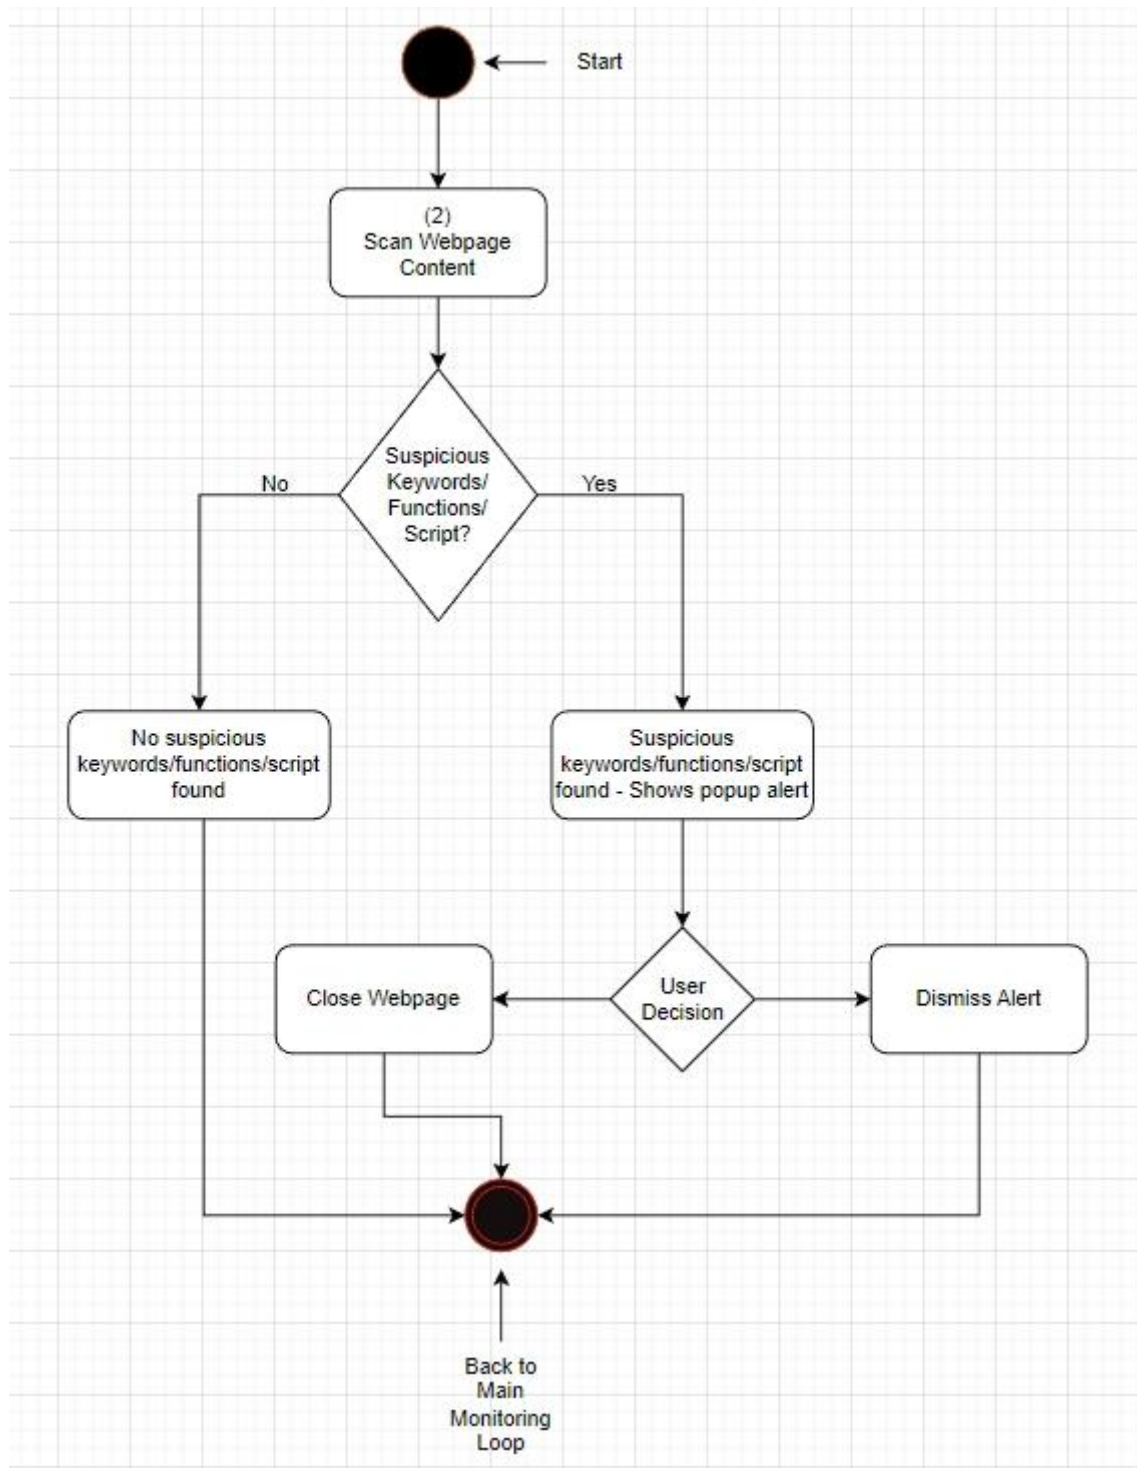 Start
(2)
Scan Webpage
Content
Suspicious
Keywords/
Functions/
Script?
No
Yes
No suspicious
keywords/functions/script
found
Suspicious
keywords/functions/script
found - Shows popup alert
Close Webpage
User
Decision
Dismiss Alert
Back to
Main
Monitoring
Loop